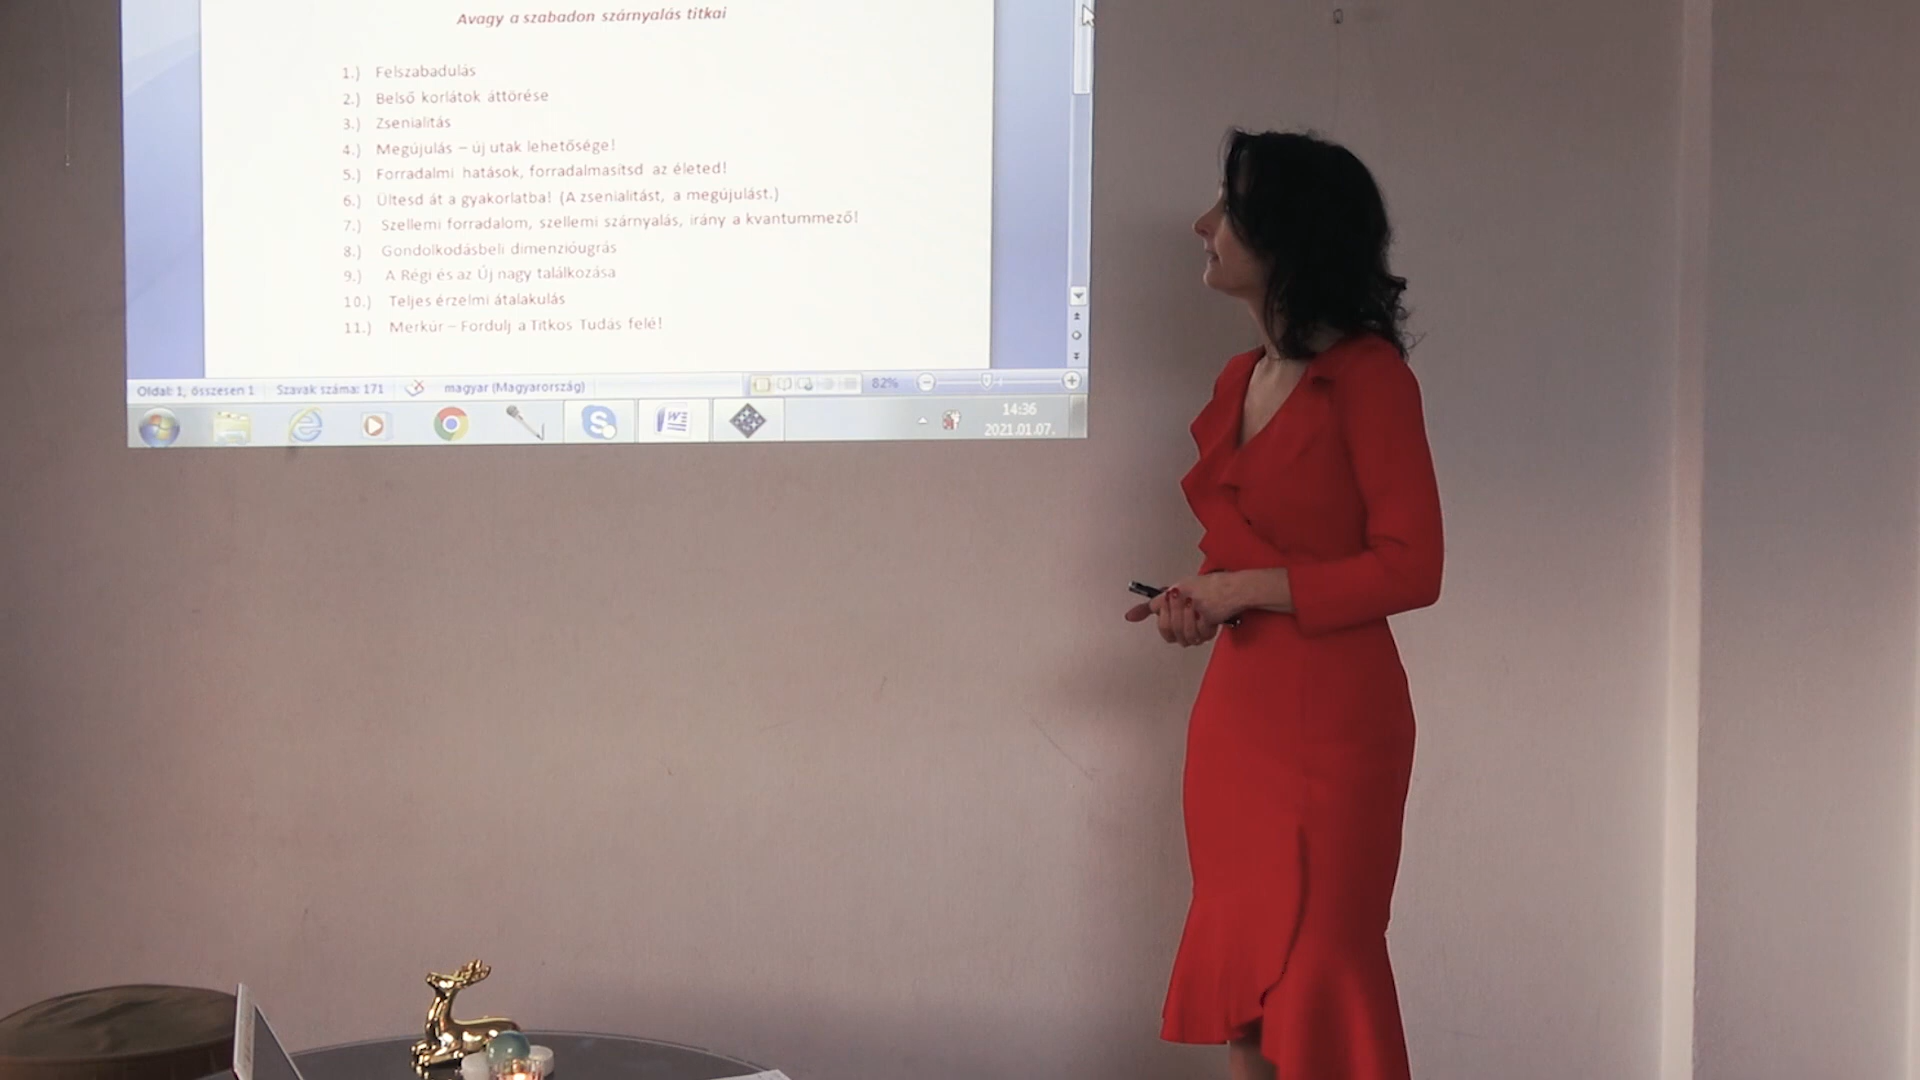 Avagy a szabadon szárnyalás titkai
1.) Felszabadulás
2.) Belső korlátok áttörése
3.) Zsenialitás
4.) Megújulás – új utak lehetősége!
5.) Forradalmi hatások, forradalmasítsd az életed!
6.) Ültesd át a gyakorlatba! (A zsenialitást, a megújulást.)
7.) Szellemi forradalom, szellemi szárnyalás, irány a kvantummező!
8.) Gondolkodásbeli dimenzióugrás
9.) A Régi és az Új nagy találkozása
10.) Teljes érzelmi átalakulás
11.) Merkúr – Fordulj a Titkos Tudás felé!
Oldal: 1, összesen 1 Szavak száma: 171 magyar (Magyarország) 82%
14:36
2021.01.07.